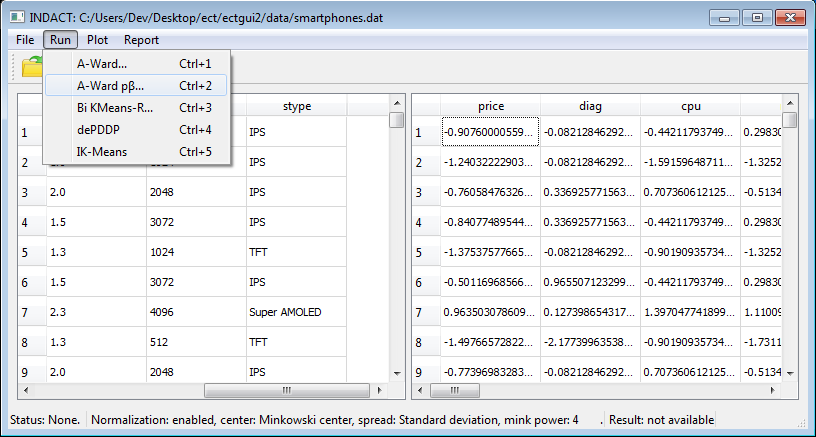 INDACT: C:/Users/Dev/Desktop/ect/ectgui2/data/smartphones.dat
File Run Plot Report
A-Ward... Ctrl+1
A-Ward pβ... Ctrl+2
Bi KMeans-R... Ctrl+3
dePDDP Ctrl+4
IK-Means Ctrl+5
stype price diag cpu
1 IPS 1 -0.90760000559... -0.08212846292... -0.44211793749... 0.29830
IPS 2 -1.24032222903... -0.08212846292... -1.59159648711... -1.3252
3 2.0 2048 IPS 3 -0.76058476326... 0.336925771563... 0.707360612125... -0.5134
4 1.5 3072 IPS 4 -0.84077489544... -0.08212846292... -0.44211793749... 0.29830
5 1.3 1024 TFT 5 -1.37537577665... -0.08212846292... -0.90190935734... -1.3252
6 1.5 3072 IPS 6 -0.50116968566... 0.965507123299... -0.44211793749... 0.29830
7 2.3 4096 Super AMOLED 7 0.963503078609... 0.127398654317... 1.397047741899... 1.11009
8 1.3 512 TFT 8 -1.49766572822... -2.17739963538... -0.90190935734... -1.7311
9 2.0 2048 IPS 9 -0.77396983283... -0.08212846292... 0.707360612125... -0.5134
Status: None. Normalization: enabled, center: Minkowski center, spread: Standard deviation, mink power: 4 . Result: not available